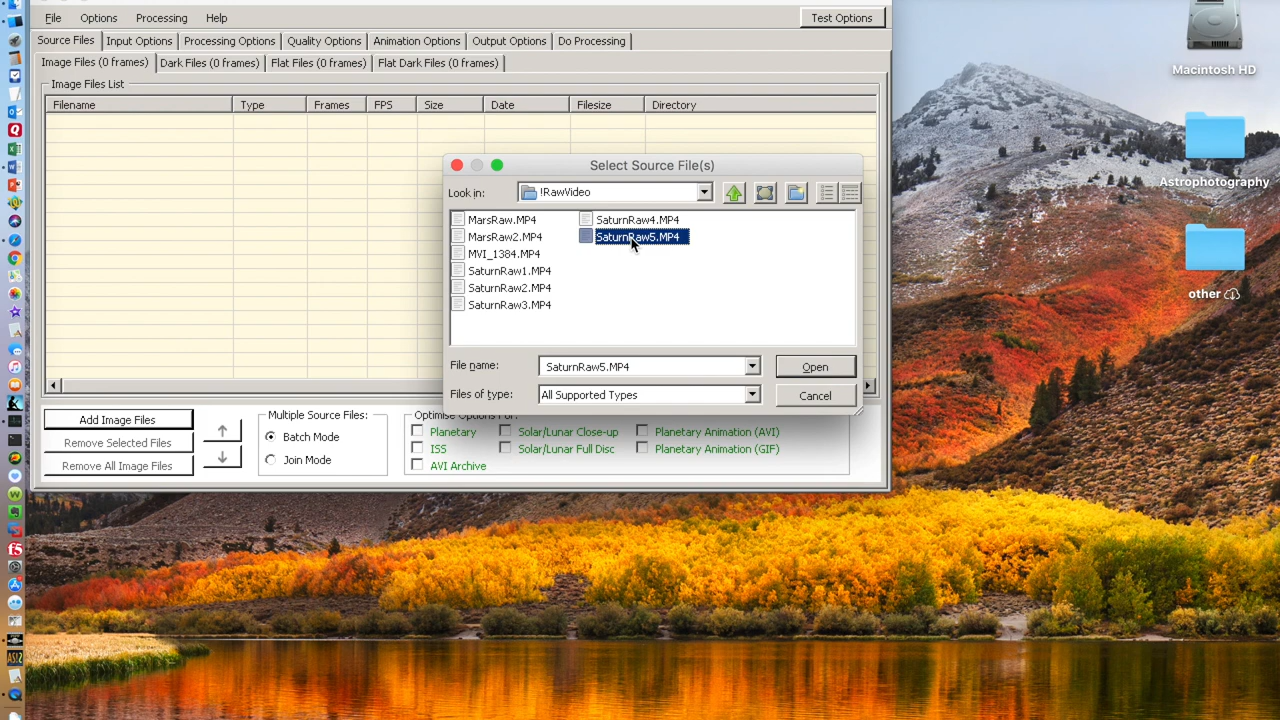 File Options Processing Help Test Options
Source Files Input Options Processing Options Quality Options Animation Options Output Options Do Processing
Image Files (0 frames) Dark Files (0 frames) Flat Files (0 frames) Flat Dark Files (0 frames)
Image Files List
Filename Type Frames FPS Size Date Filesize Directory
Select Source File(s)
Look in: !RawVideo
MarsRaw.MP4 SaturnRaw4.MP4
MarsRaw2.MP4 SaturnRaw5.MP4
MVI_1384.MP4
SaturnRaw1.MP4
SaturnRaw2.MP4
SaturnRaw3.MP4
File name: SaturnRaw5.MP4 Open
Files of type: All Supported Types Cancel
Add Image Files
Remove Selected Files
Remove All Image Files
Multiple Source Files:
Batch Mode
Join Mode
Optimise Options For:
Planetary Solar/Lunar Close-up Planetary Animation (AVI)
ISS Solar/Lunar Full Disc Planetary Animation (GIF)
AVI Archive
Macintosh HD
Astrophotography
other